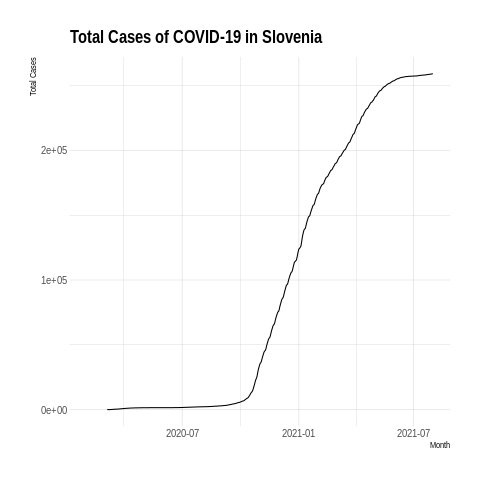 Total Cases of COVID-19 in Slovenia
Total Cases
2e+05
1e+05
0e+00
2020-07 2021-01 2021-07
Month